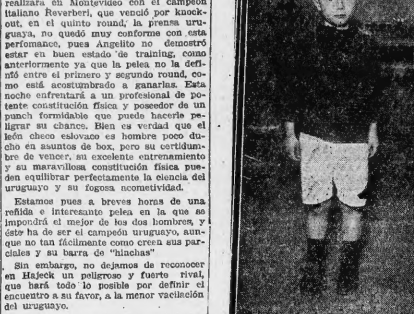 realizara en Montevideo con el campeón
italiano Reverberi, que venció por knock-
out, en el quinto round, la prensa uru-
guaya, no quedó muy conforme con esta
perfomance, pues Angelito no demostró
estar en buen estado de training, como
anteriormente ya que la pelea no la defi-
nió entre el primero y segundo round, co-
mo está acostumbrado a ganarlas. Esta
noche enfrentará a un profesional de po-
tente constitución física y poseedor de un
punch formidable que puede hacerle pe-
ligrar su chance. Bien es verdad que el
león checo eslovaco es hombre poco du-
cho en asuntos de box, pero su certidum-
bre de vencer, su excelente entrenamiento
y su maravillosa constitución física pue-
den equilibrar perfectamente la ciencia del
uruguayo y su fogosa acometividad.
Estamos pues a breves horas de una
reñida e interesante pelea en la que se
impondrá el mejor de los dos hombres, y
éste ha de ser el campeón uruguayo, aun-
que no tan fácilmente como creen sus par-
ciales y su barra de "hinchas"
Sin embargo, no dejamos de reconocer
en Hajeck un peligroso y fuerte rival,
que hará todo lo posible por definir el
encuentro a su favor, a la menor vacilación
del uruguayo.